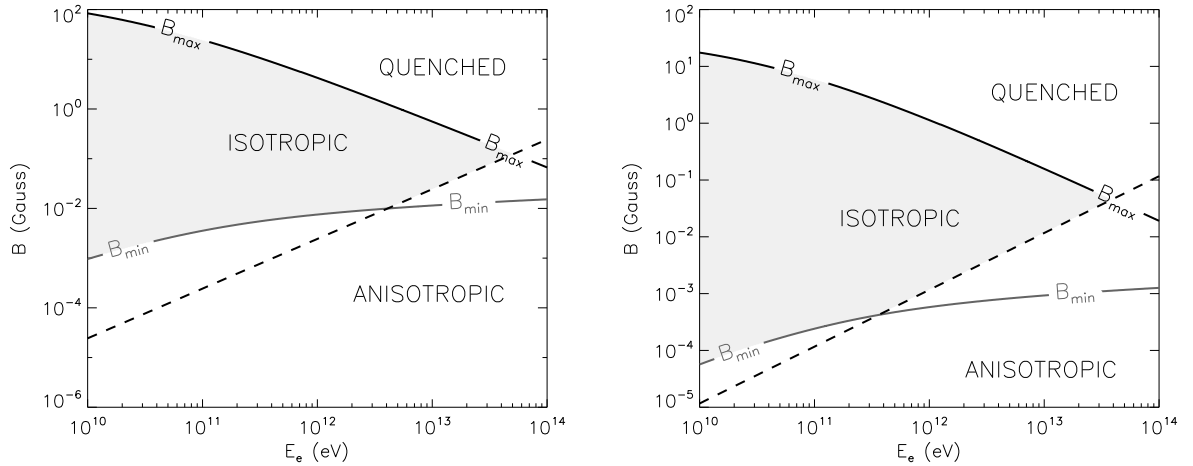 10^2
10^0
10^-2
10^-4
10^-6
B (Gauss)
B_max
QUENCHED
ISOTROPIC
B_max
B_min
B_min
ANISOTROPIC
10^10 10^11 10^12 10^13 10^14
E_e (eV)
10^2
10^1
10^0
10^-1
10^-2
10^-3
10^-4
10^-5
B (Gauss)
B_max
QUENCHED
B_max
ISOTROPIC
B_min
B_min
ANISOTROPIC
10^10 10^11 10^12 10^13 10^14
E_e (eV)